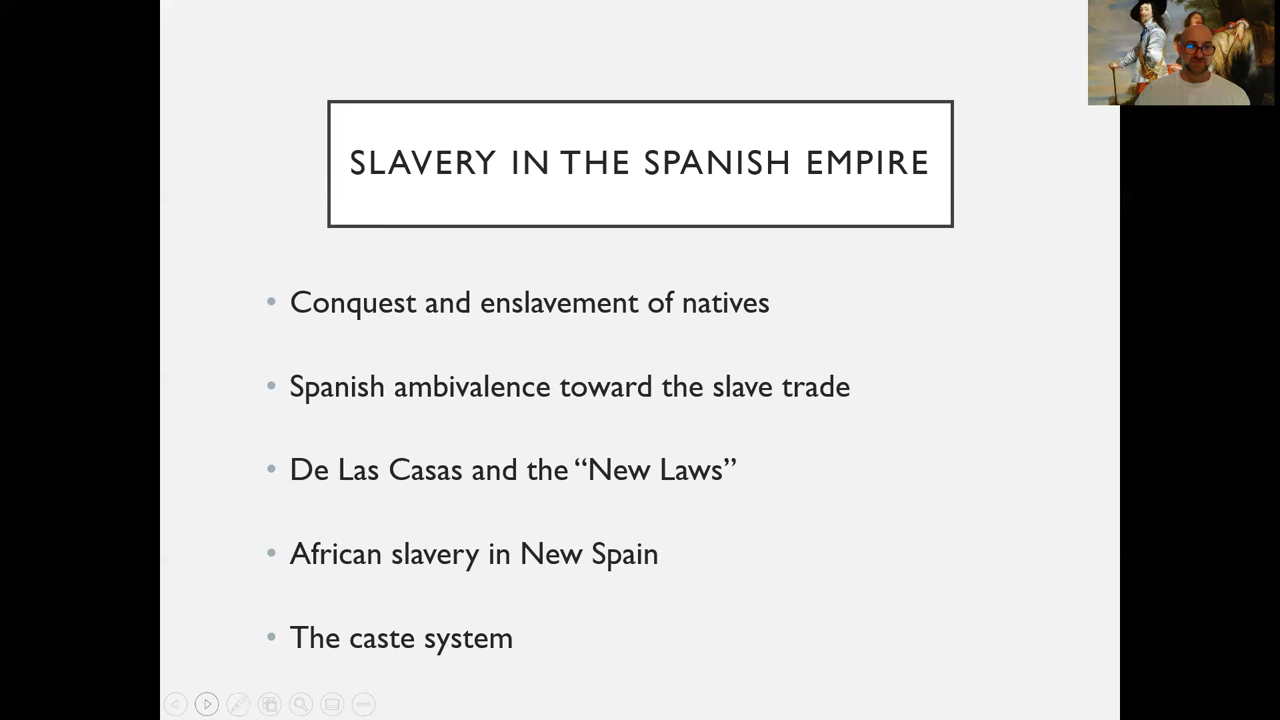 SLAVERY IN THE SPANISH EMPIRE
• Conquest and enslavement of natives
• Spanish ambivalence toward the slave trade
• De Las Casas and the “New Laws”
• African slavery in New Spain
• The caste system